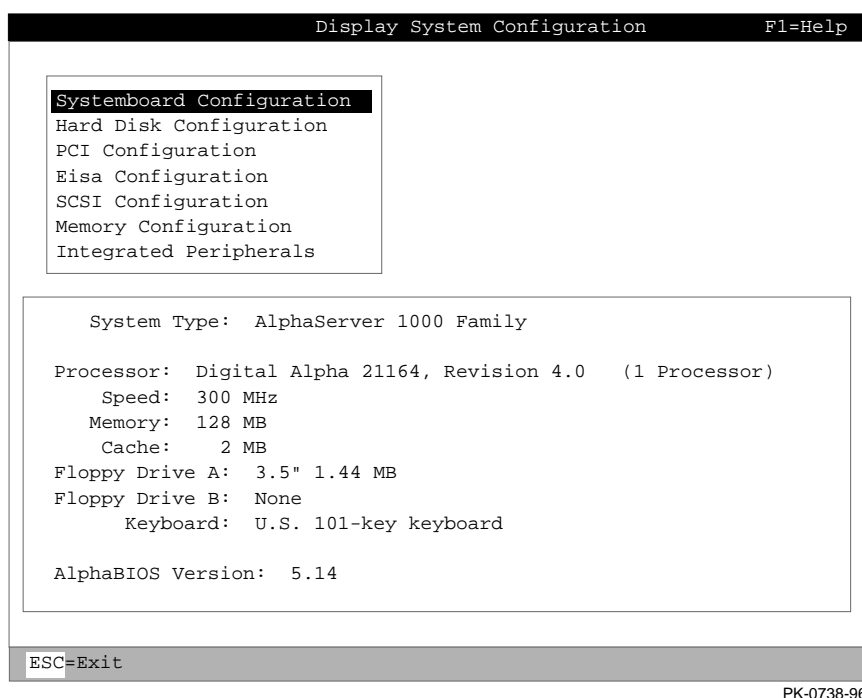 Display System Configuration F1=Help
Systemboard Configuration
Hard Disk Configuration
PCI Configuration
Eisa Configuration
SCSI Configuration
Memory Configuration
Integrated Peripherals
System Type: AlphaServer 1000 Family
Processor: Digital Alpha 21164, Revision 4.0 (1 Processor)
Speed: 300 MHz
Memory: 128 MB
Cache: 2 MB
Floppy Drive A: 3.5" 1.44 MB
Floppy Drive B: None
Keyboard: U.S. 101-key keyboard
AlphaBIOS Version: 5.14
ESC=Exit
PK-0738-96